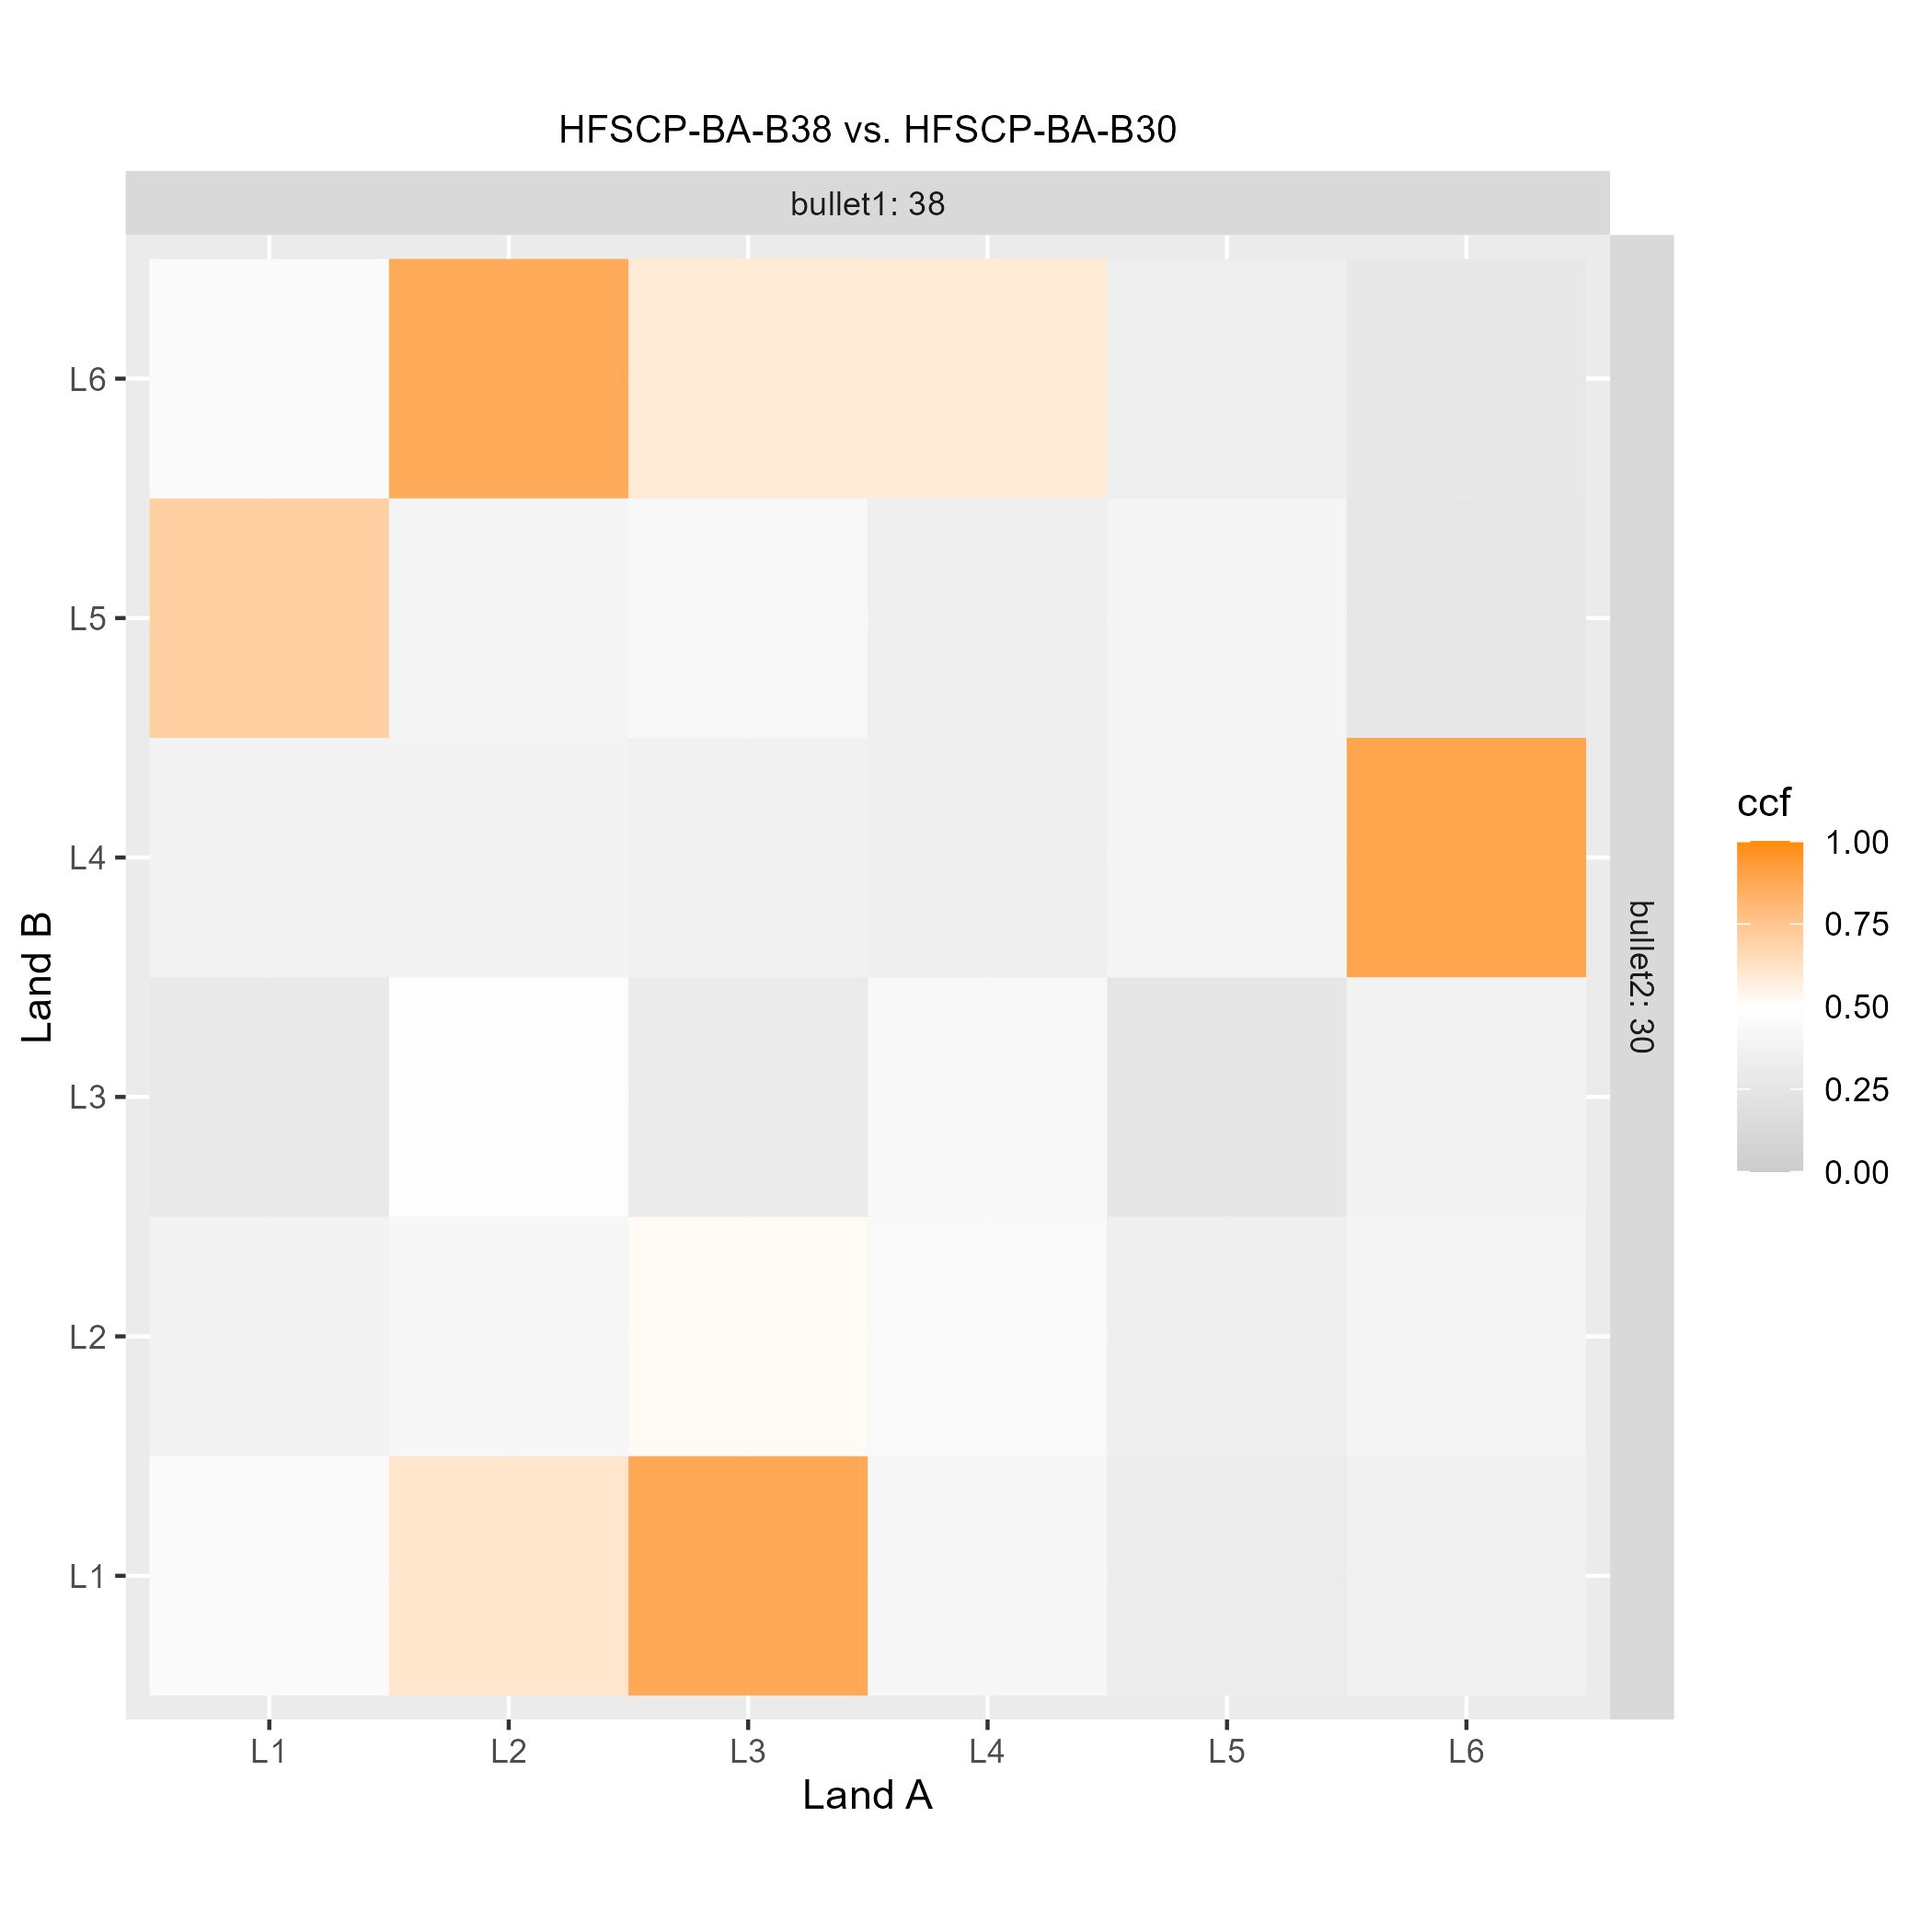 HFSCP-BA-B38 vs. HFSCP-BA-B30
bullet1: 38
L6
L5
L4
L3
L2
L1
Land B
bullet2: 30
L1 L2 L3 L4 L5 L6
Land A
ccf
1.00
0.75
0.50
0.25
0.00